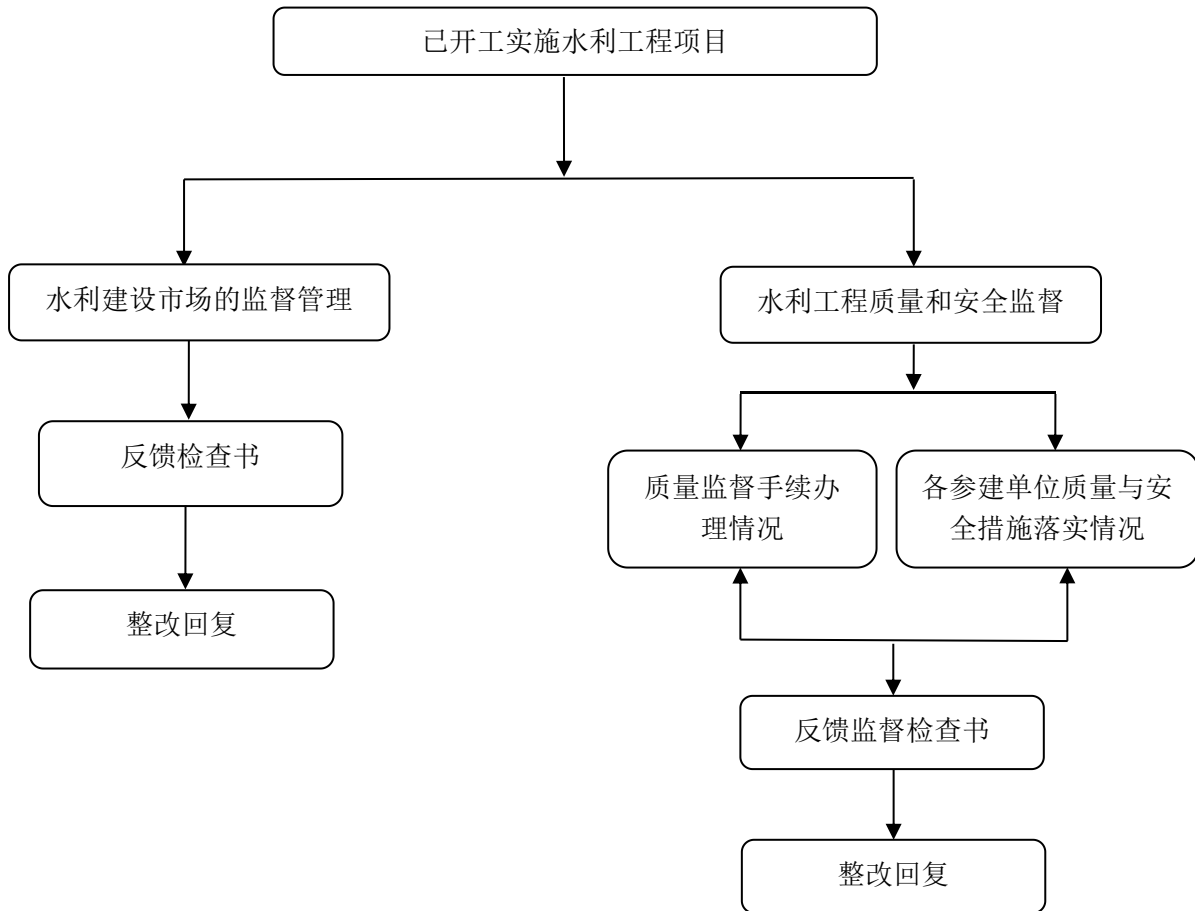 已开工实施水利工程项目
水利建设市场的监督管理
水利工程质量和安全监督
反馈检查书
质量监督手续办
理情况
各参建单位质量与安
全措施落实情况
整改回复
反馈监督检查书
整改回复